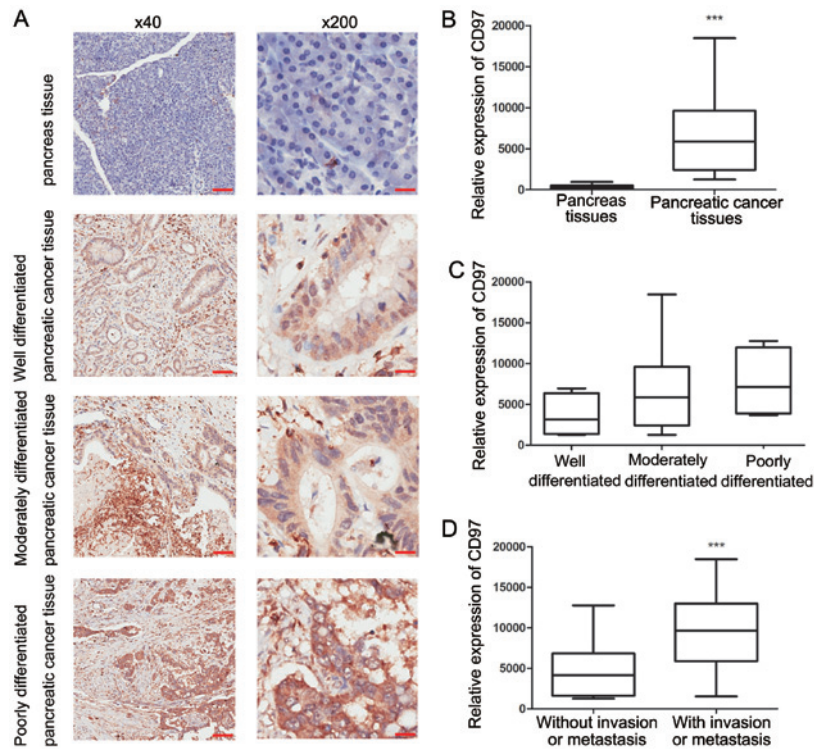 A
x40
x200
pancreas tissue
Well differentiated
pancreatic cancer tissue
Moderately differentiated
pancreatic cancer tissue
Poorly differentiated
pancreatic cancer tissue
B
Relative expression of CD97
20000
15000
10000
5000
0
***
Pancreas
tissues
Pancreatic cancer
tissues
C
Relative expression of CD97
20000
15000
10000
5000
0
Well
differentiated
Moderately
differentiated
Poorly
differentiated
D
Relative expression of CD97
20000
15000
10000
5000
0
***
Without invasion
or metastasis
With invasion
or metastasis